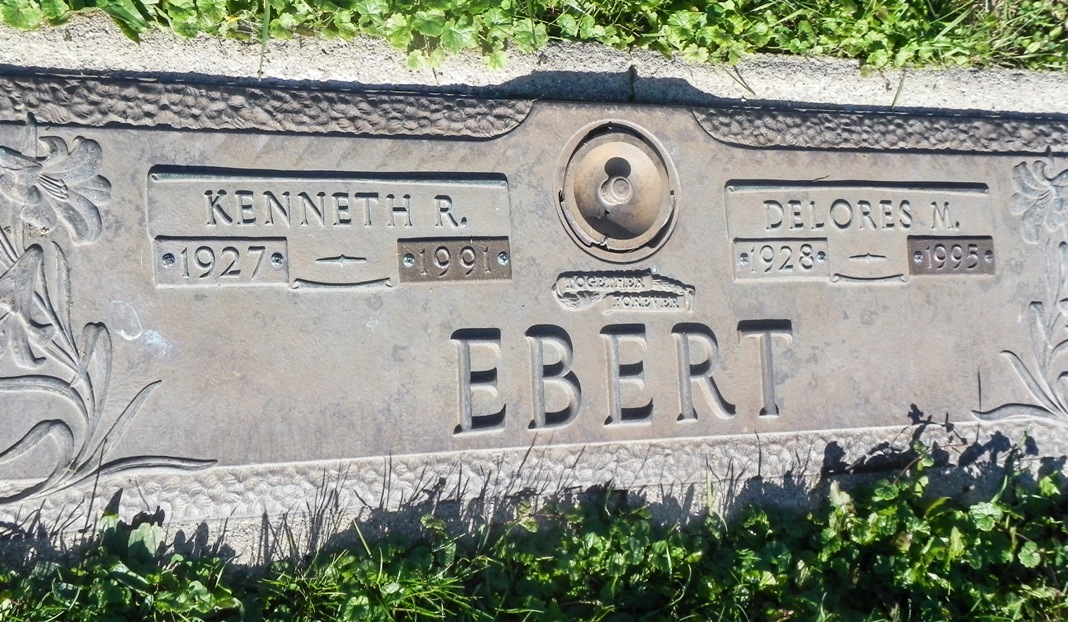 KENNETH R.
1927 – 1991
DELORES M.
1928 – 1995
TOGETHER
FOREVER
EBERT